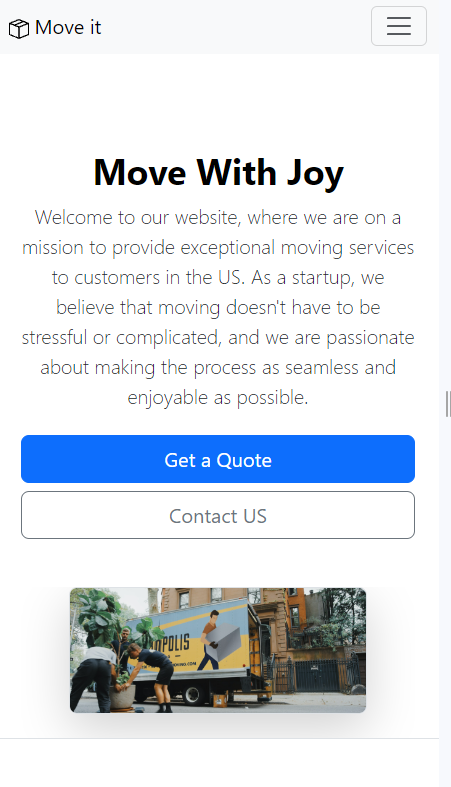 Move it
Move With Joy
Welcome to our website, where we are on a
mission to provide exceptional moving services
to customers in the US. As a startup, we
believe that moving doesn't have to be
stressful or complicated, and we are passionate
about making the process as seamless and
enjoyable as possible.
Get a Quote
Contact US